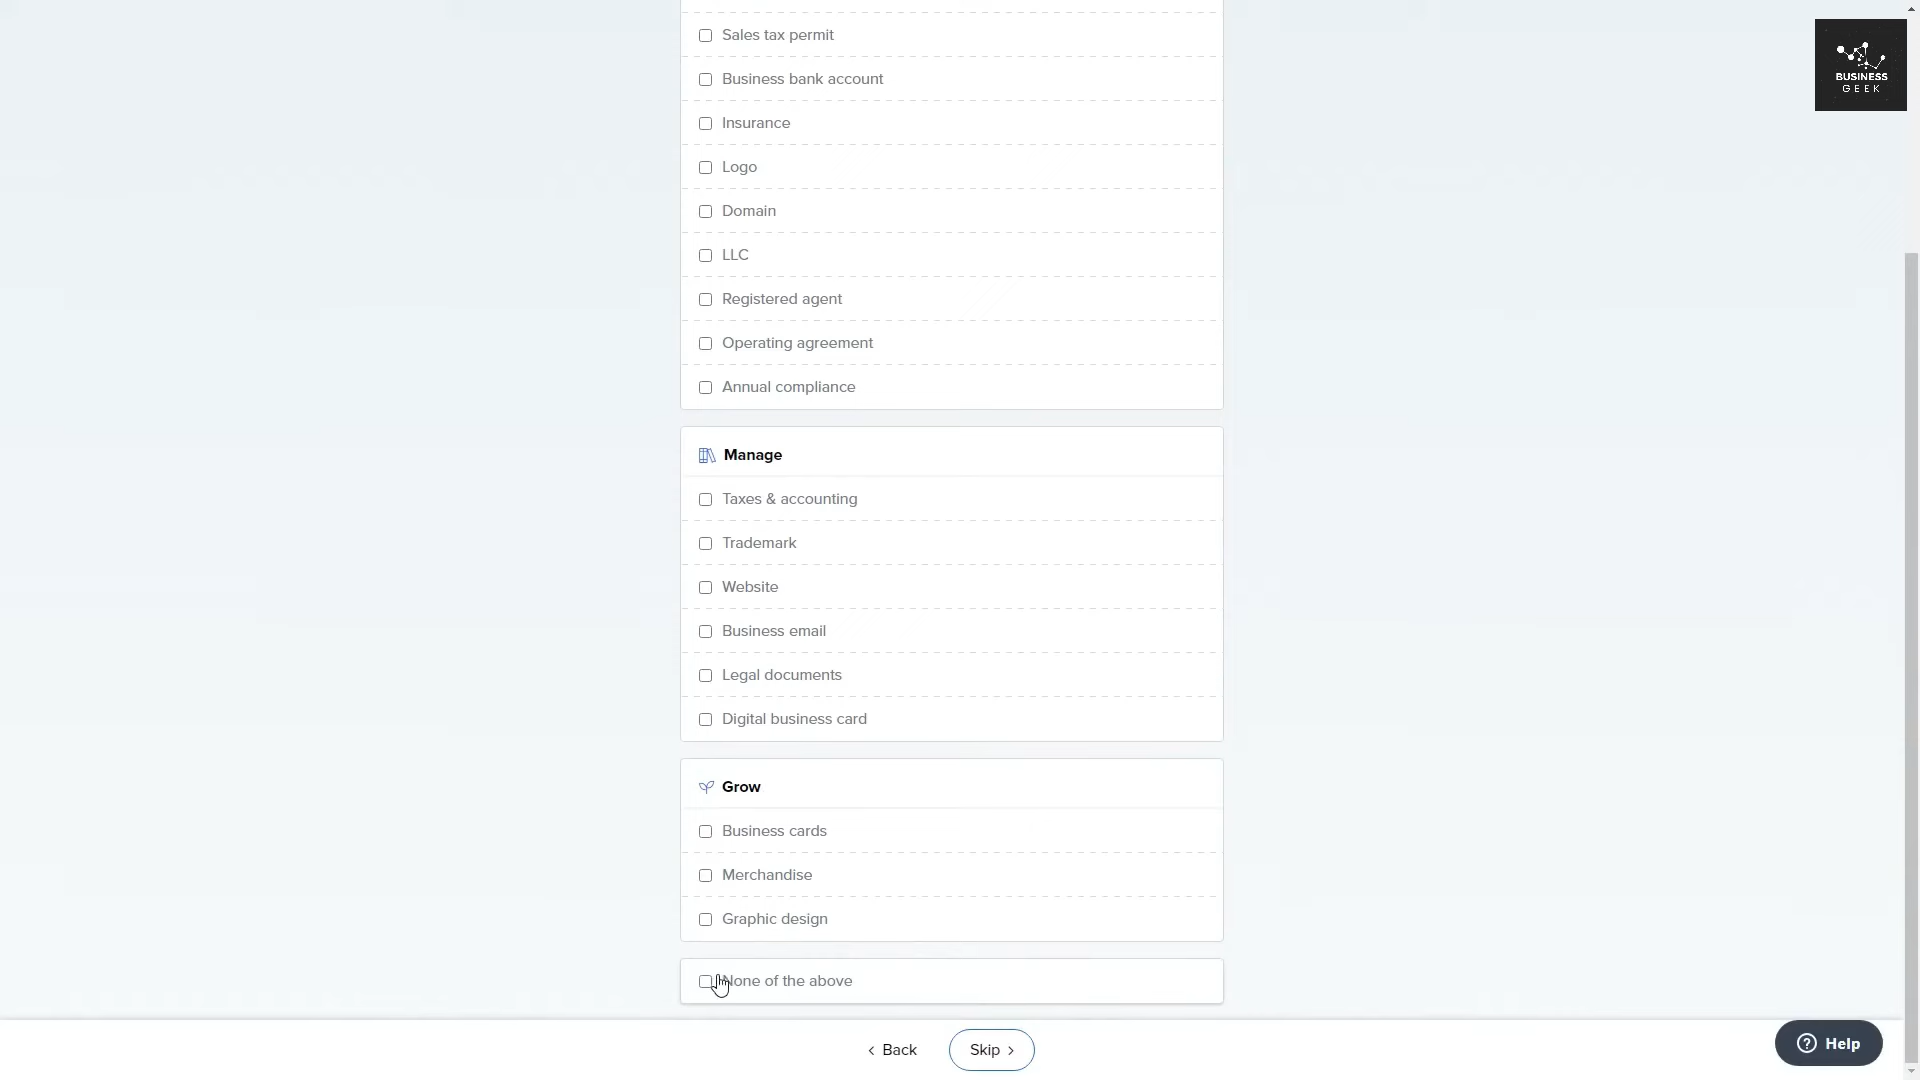 Sales tax permit
Business bank account
Insurance
Logo
Domain
LLC
Registered agent
Operating agreement
Annual compliance
Manage
Taxes & accounting
Trademark
Website
Business email
Legal documents
Digital business card
Grow
Business cards
Merchandise
Graphic design
None of the above
Back
Skip
Help
BUSINESS
GEEK